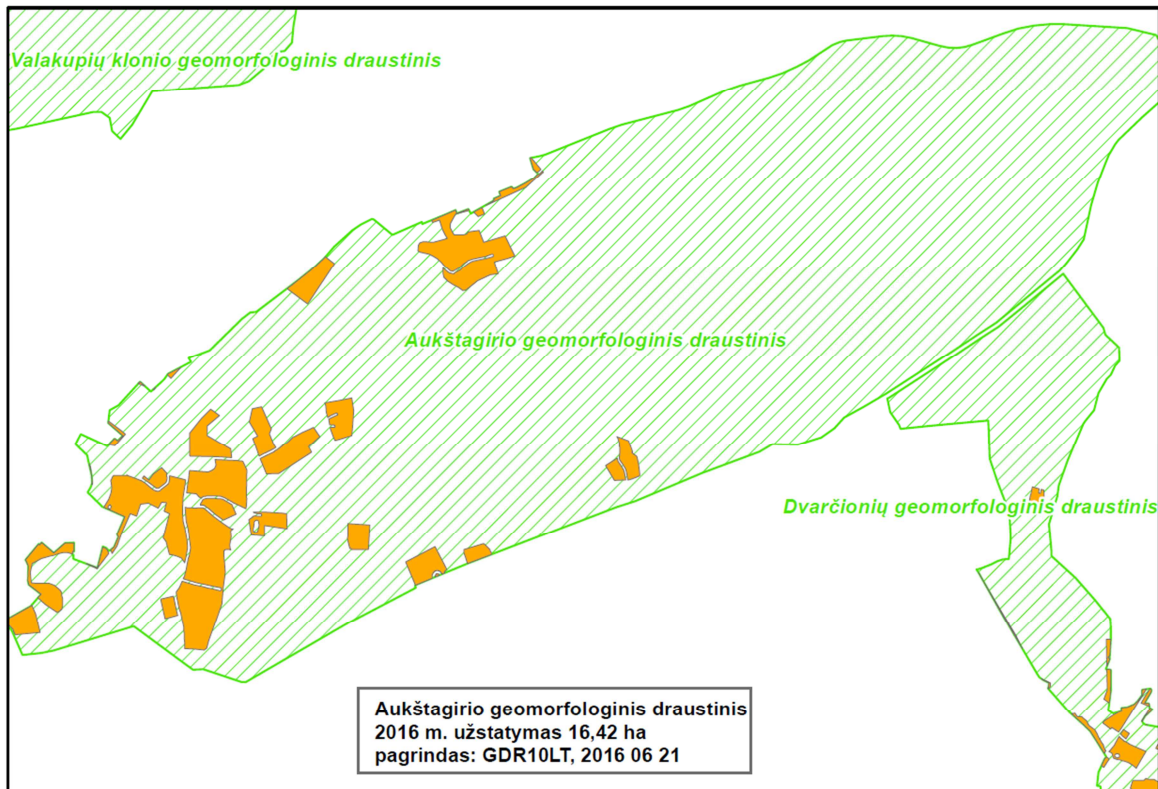 Valakupių klonio geomorfologinis draustinis
Aukštagirio geomorfologinis draustinis
Dvarčionių geomorfologinis draustinis
Aukštagirio geomorfologinis draustinis
2016 m. užstatymas 16,42 ha
pagrindas: GDR10LT, 2016 06 21